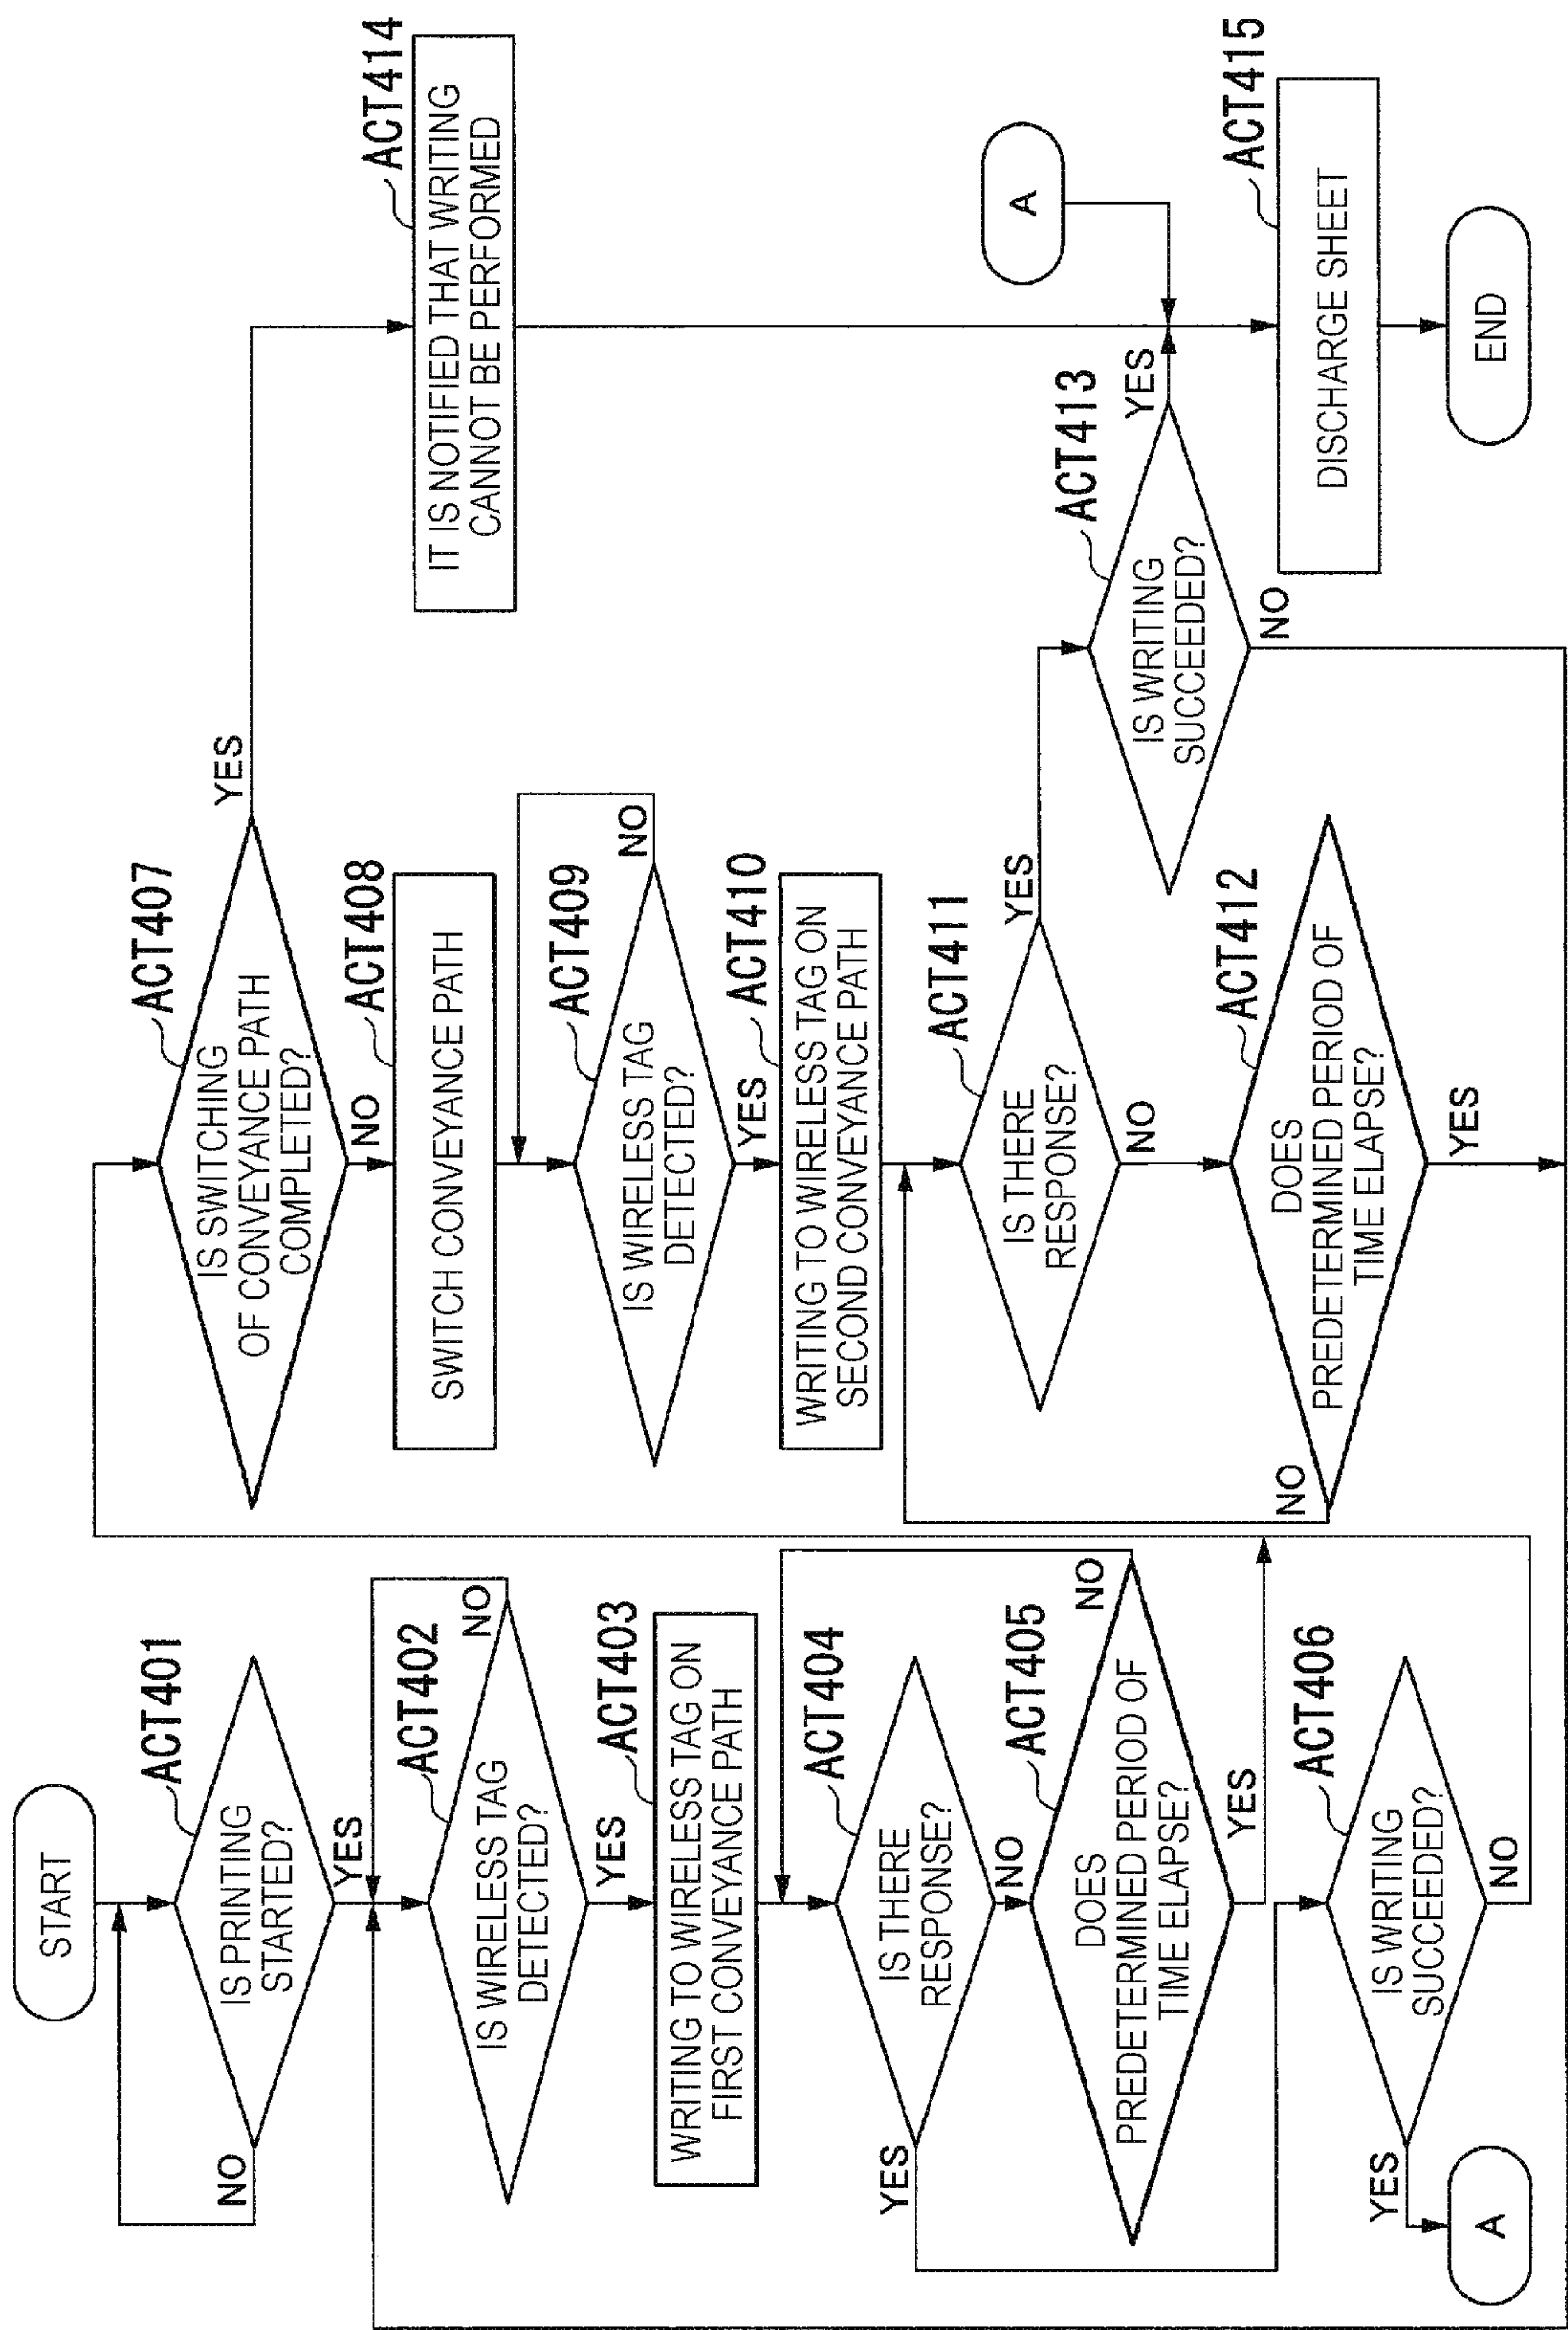 START
ACT401
IS PRINTING
STARTED?
NO
YES
ACT402
IS WIRELESS TAG
DETECTED?
NO
YES
ACT403
WRITING TO WIRELESS TAG ON
FIRST CONVEYANCE PATH
ACT404
IS THERE
RESPONSE?
YES
NO
ACT405
DOES
PREDETERMINED PERIOD OF
TIME ELAPSE?
NO
YES
ACT406
IS WRITING
SUCCEEDED?
YES
NO
A
ACT407
IS SWITCHING
OF CONVEYANCE PATH
COMPLETED?
YES
NO
ACT408
SWITCH CONVEYANCE PATH
ACT409
IS WIRELESS TAG
DETECTED?
NO
YES
ACT410
WRITING TO WIRELESS TAG ON
SECOND CONVEYANCE PATH
ACT411
IS THERE
RESPONSE?
YES
NO
ACT412
DOES
PREDETERMINED PERIOD OF
TIME ELAPSE?
NO
YES
ACT413
IS WRITING
SUCCEEDED?
YES
NO
ACT414
IT IS NOTIFIED THAT WRITING
CANNOT BE PERFORMED
A
ACT415
DISCHARGE SHEET
END